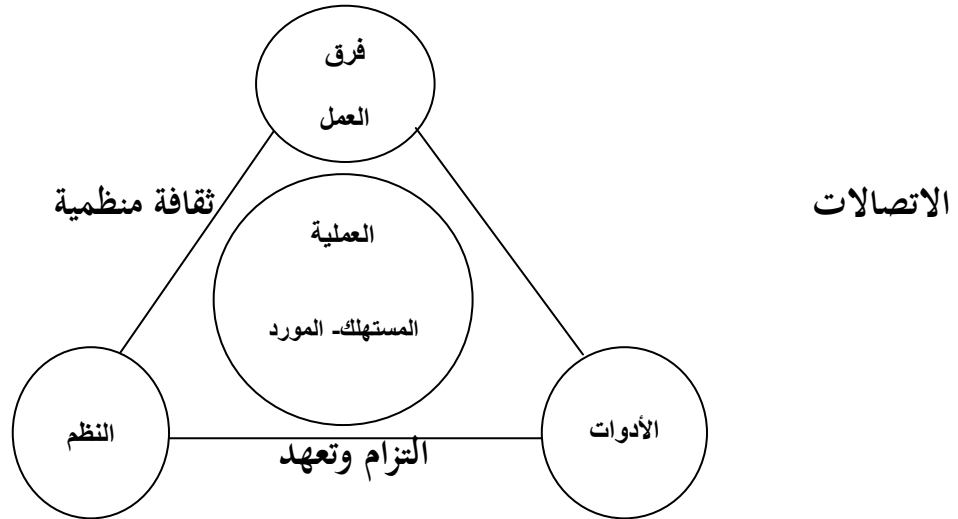 فرق
العمل
الاتصالات
ثقافة منظمية
العملية
المستهلك- المورد
الأدوات
النظم
التزام وتعهد